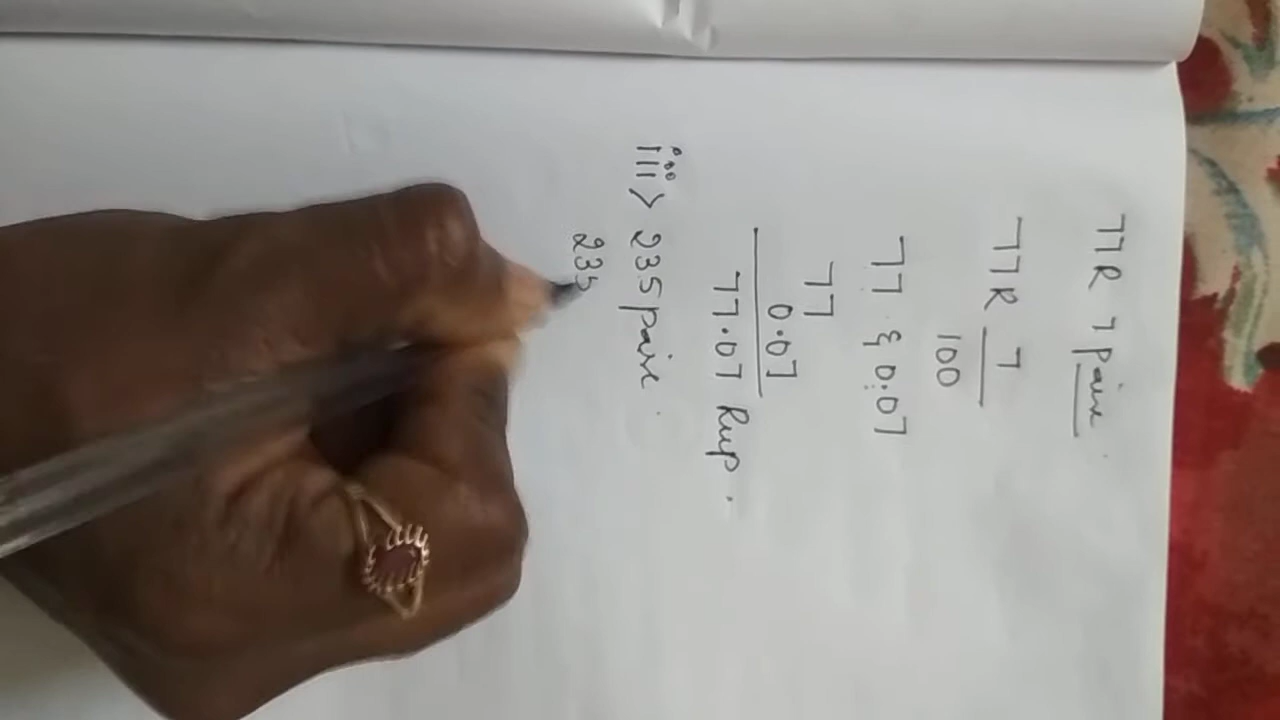 77R 7 paise.
77R 7
100
77 & 0.07
77
0.07
77.07 Rup.
iii> 235 paise.
235